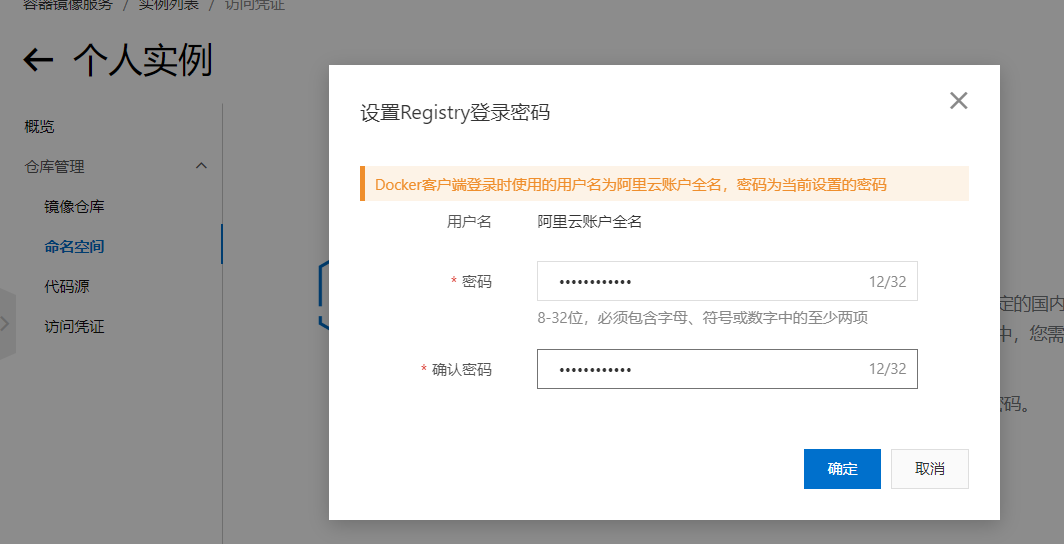 容器镜像服务 / 实例列表 / 访问凭证
个人实例
概览
仓库管理
镜像仓库
命名空间
代码源
访问凭证
设置Registry登录密码
Docker客户端登录时使用的用户名为阿里云账户全名，密码为当前设置的密码
用户名 阿里云账户全名
* 密码 •••••••••••• 12/32
8-32位，必须包含字母、符号或数字中的至少两项
* 确认密码 •••••••••••• 12/32
确定 取消
定的国内
中，您需
密码。